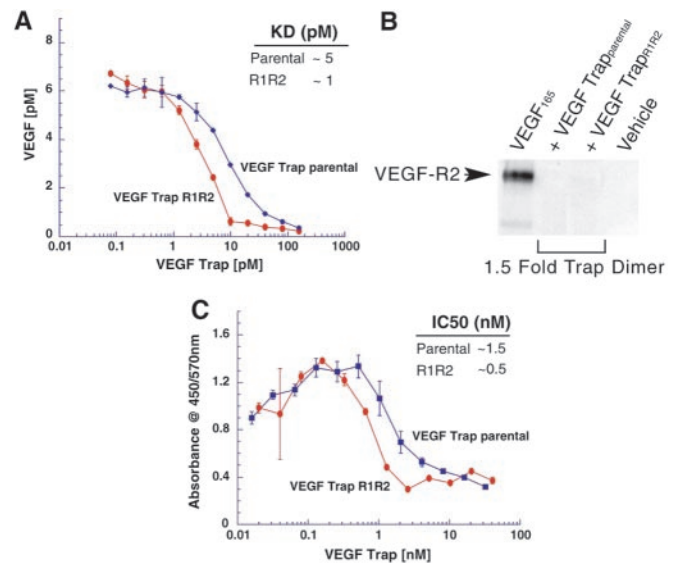 A
KD (pM)
Parental ~ 5
R1R2 ~ 1
8
6
4
2
0
VEGF [pM]
VEGF Trap parental
VEGF Trap R1R2
0.01 0.1 1 10 100 1000
VEGF Trap [pM]
B
VEGF165
+ VEGF Trapparental
+ VEGF TrapR1R2
Vehicle
VEGF-R2
1.5 Fold Trap Dimer
C
IC50 (nM)
Parental ~1.5
R1R2 ~0.5
1.6
1.2
0.8
0.4
0
Absorbance @ 450/570nm
VEGF Trap parental
VEGF Trap R1R2
0.01 0.1 1 10 100
VEGF Trap [nM]